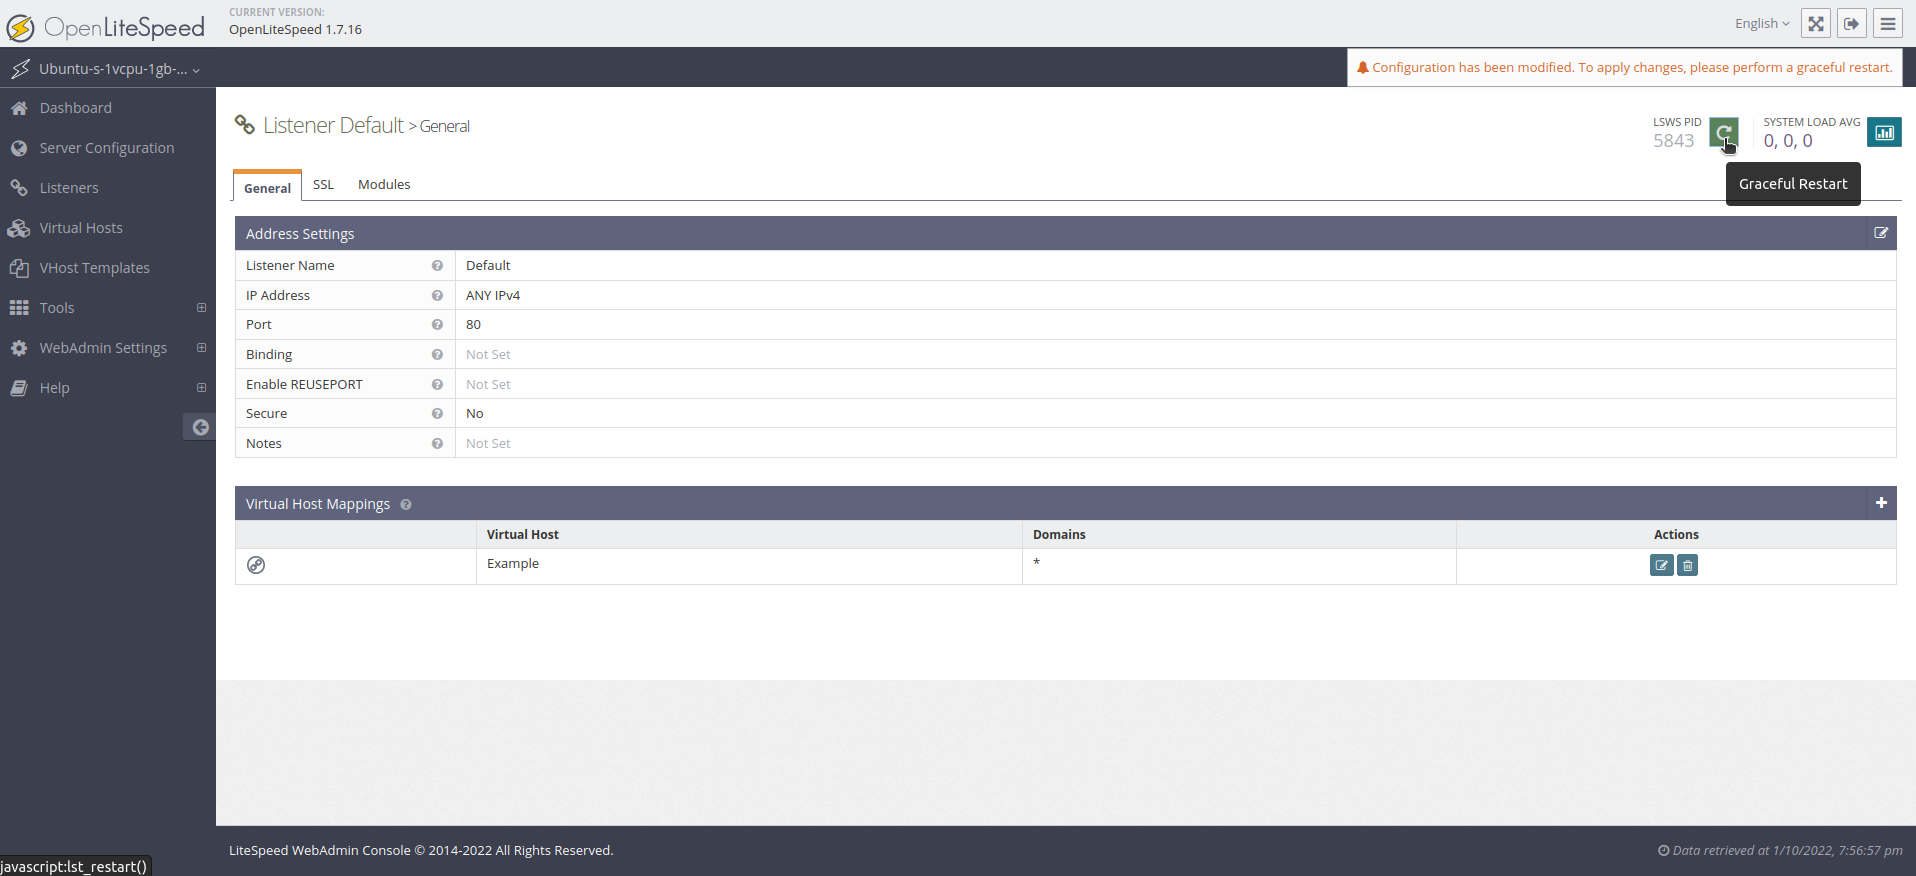 OpenLiteSpeed
CURRENT VERSION:
OpenLiteSpeed 1.7.16
English
Ubuntu-s-1vcpu-1gb-...
Configuration has been modified. To apply changes, please perform a graceful restart.
Dashboard
Server Configuration
Listeners
Virtual Hosts
VHost Templates
Tools
WebAdmin Settings
Help
Listener Default > General
LSWS PID
5843
SYSTEM LOAD AVG
0, 0, 0
Graceful Restart
General SSL Modules
Address Settings
Listener Name Default
IP Address ANY IPv4
Port 80
Binding Not Set
Enable REUSEPORT Not Set
Secure No
Notes Not Set
Virtual Host Mappings
Virtual Host Domains Actions
Example *
LiteSpeed WebAdmin Console © 2014-2022 All Rights Reserved.
Data retrieved at 1/10/2022, 7:56:57 pm
javascript:lst_restart()